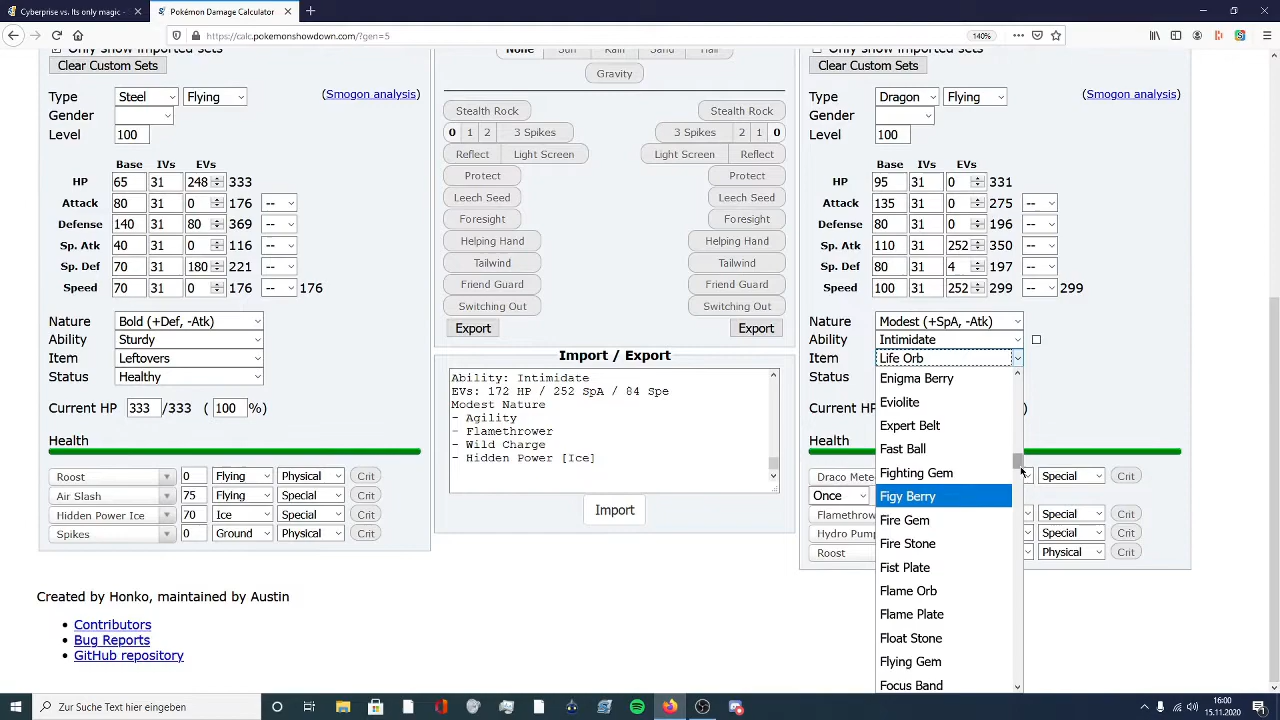 Cyberprise vs. Its only magic -
Pokémon Damage Calculator
https://calc.pokemonshowdown.com/?gen=5
140%
Only show imported sets
Clear Custom Sets
Type Steel Flying (Smogon analysis)
Gender
Level 100
Base IVs EVs
HP 65 31 248 333
Attack 80 31 0 176 --
Defense 140 31 80 369 --
Sp. Atk 40 31 0 116 --
Sp. Def 70 31 180 221 --
Speed 70 31 0 176 -- 176
Nature Bold (+Def, -Atk)
Ability Sturdy
Item Leftovers
Status Healthy
Current HP 333 /333 ( 100 %)
Health
Roost 0 Flying Physical Crit
Air Slash 75 Flying Special Crit
Hidden Power Ice 70 Ice Special Crit
Spikes 0 Ground Physical Crit
None Sun Rain Sand Hail
Gravity
Stealth Rock Stealth Rock
0 1 2 3 Spikes 3 Spikes 2 1 0
Reflect Light Screen Light Screen Reflect
Protect Protect
Leech Seed Leech Seed
Foresight Foresight
Helping Hand Helping Hand
Tailwind Tailwind
Friend Guard Friend Guard
Switching Out Switching Out
Export Export
Import / Export
Ability: Intimidate
EVs: 172 HP / 252 SpA / 84 Spe
Modest Nature
- Agility
- Flamethrower
- Wild Charge
- Hidden Power [Ice]
Import
Only show imported sets
Clear Custom Sets
Type Dragon Flying (Smogon analysis)
Gender
Level 100
Base IVs EVs
HP 95 31 0 331
Attack 135 31 0 275 --
Defense 100 31 0 196 --
Sp. Atk 110 31 252 350 --
Sp. Def 80 31 4 197 --
Speed 100 31 252 299 -- 299
Nature Modest (+SpA, -Atk)
Ability Intimidate
Item Life Orb
Status
Current HP )
Health
Draco Mete Special Crit
Once
Flamethrow Special Crit
Hydro Pump Special Crit
Roost Physical Crit
Enigma Berry
Eviolite
Expert Belt
Fast Ball
Fighting Gem
Figy Berry
Fire Gem
Fire Stone
Fist Plate
Flame Orb
Flame Plate
Float Stone
Flying Gem
Focus Band
Created by Honko, maintained by Austin
Contributors
Bug Reports
GitHub repository
Zur Suche Text hier eingeben
16:00
15.11.2020